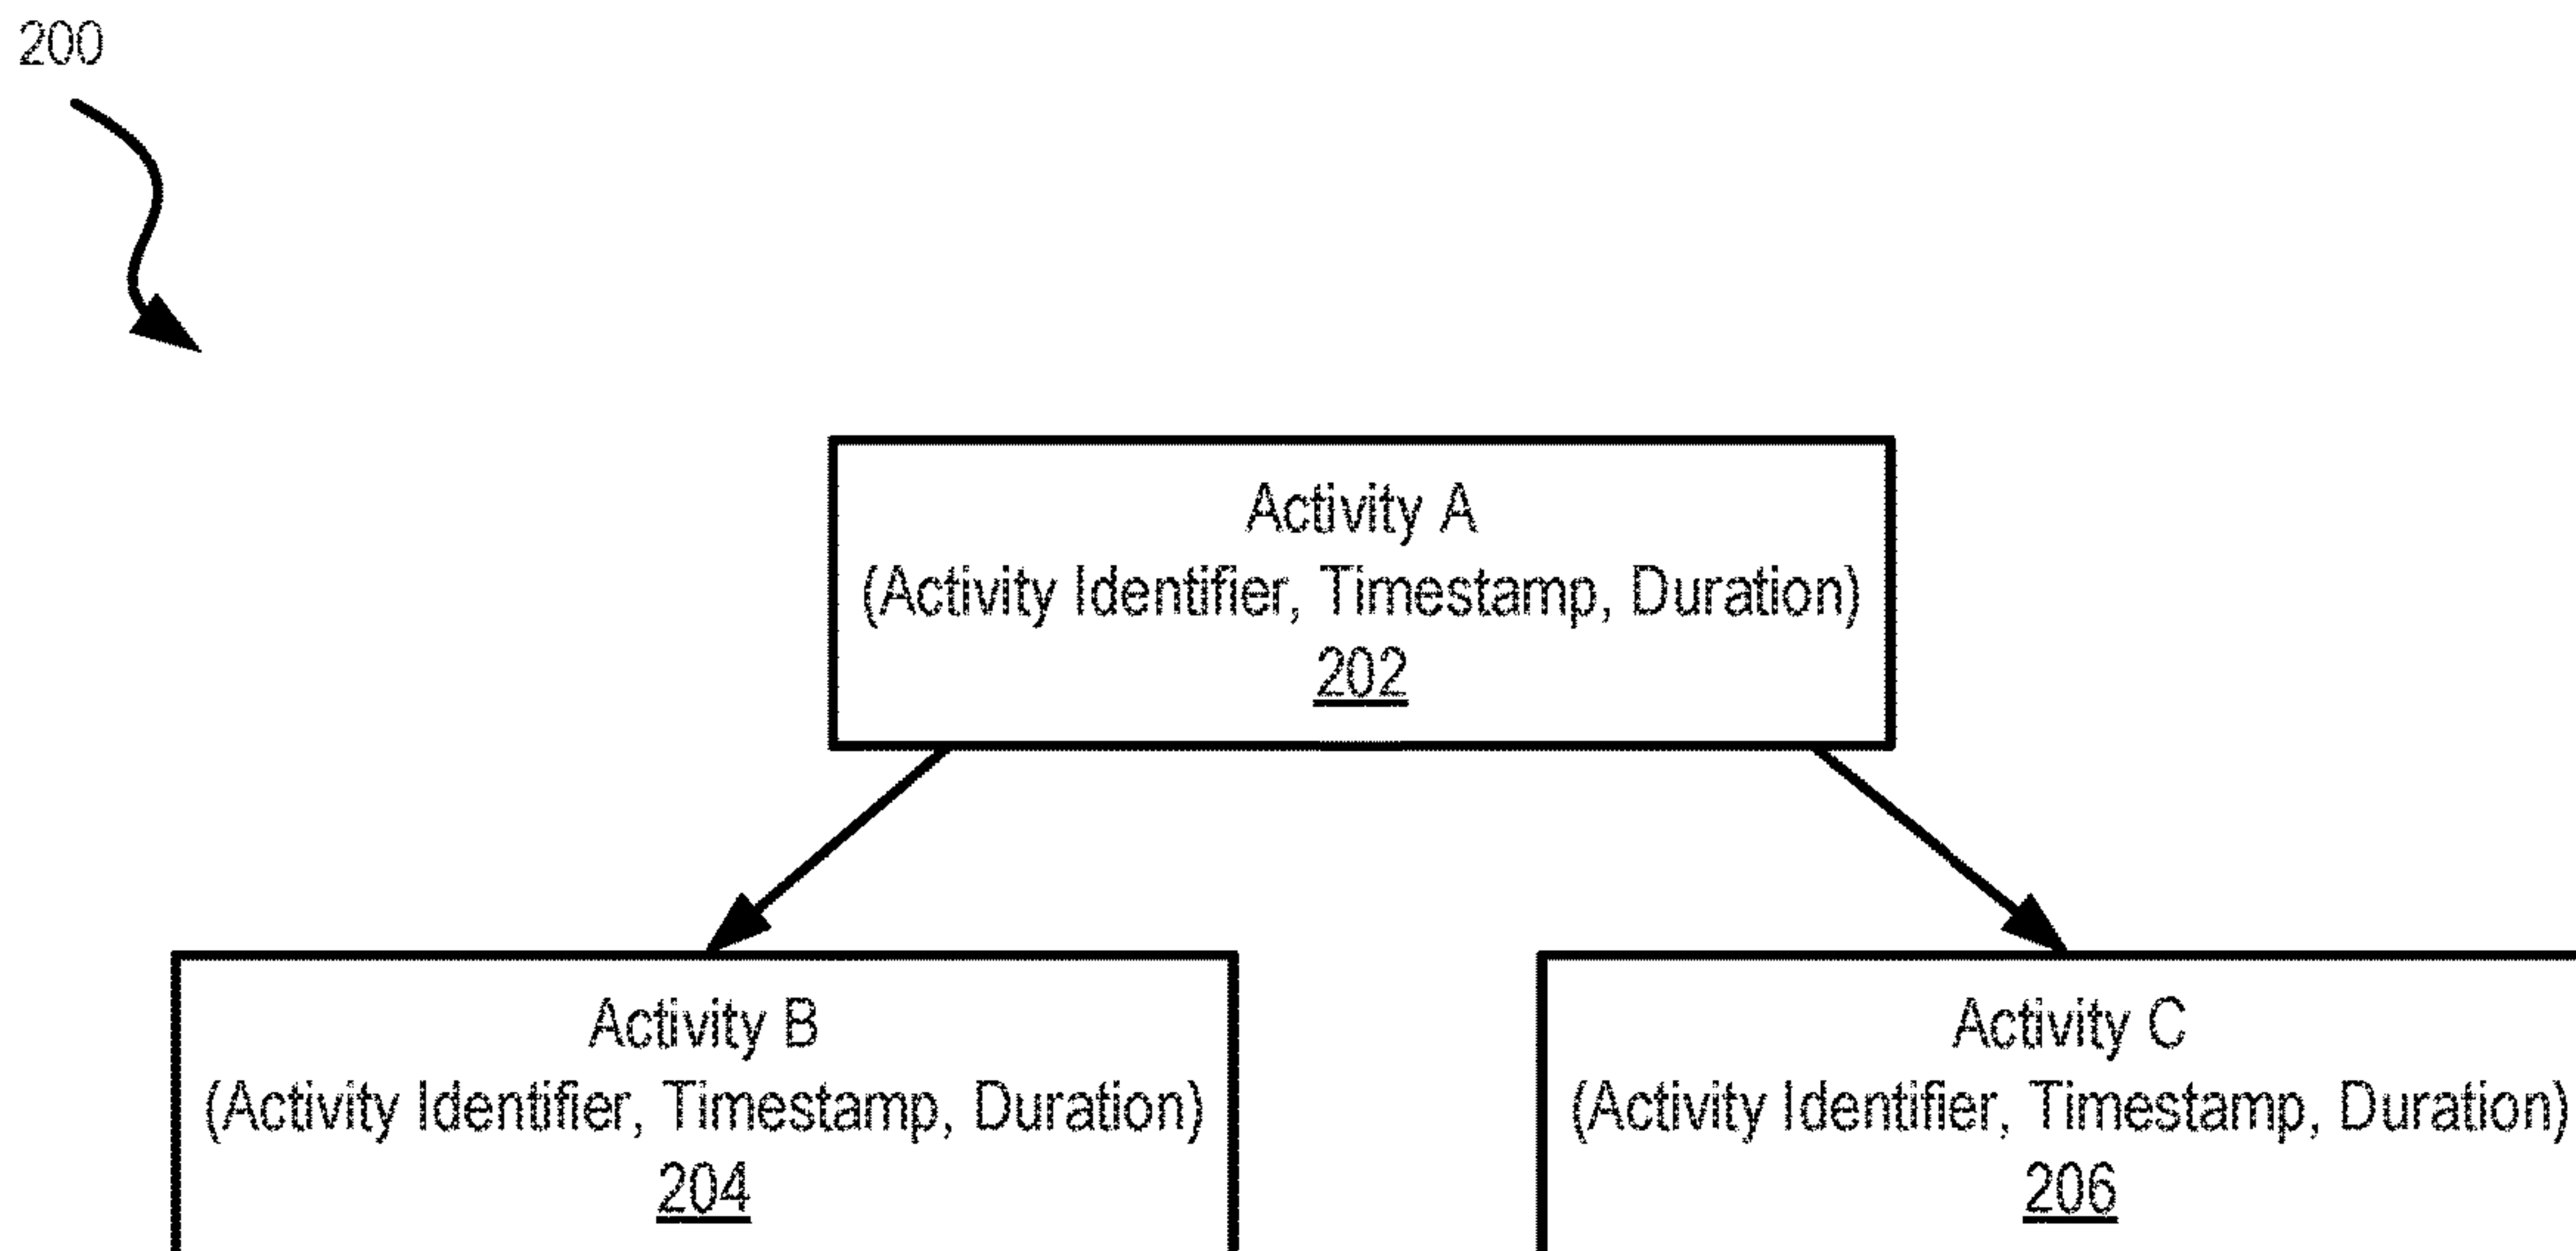 200
Activity A
(Activity Identifier, Timestamp, Duration)
202
Activity B
(Activity Identifier, Timestamp, Duration)
204
Activity C
(Activity Identifier, Timestamp, Duration)
206